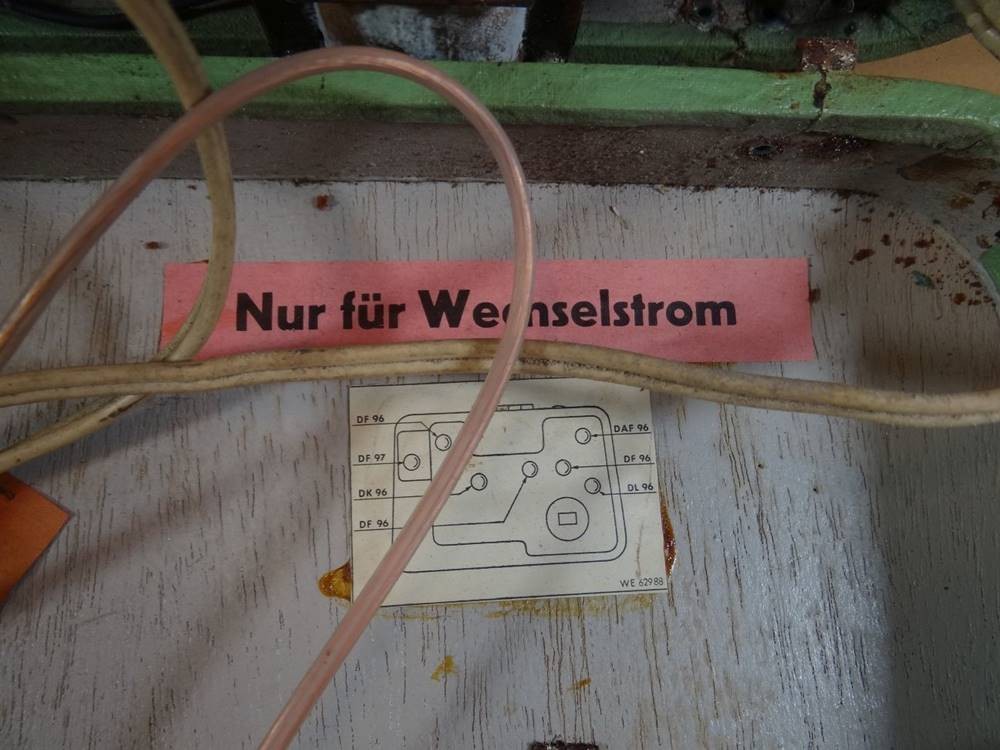 Nur für Wechselstrom
DF 96
DAF 96
DF 97
DF 96
DK 96
DL 96
DF 96
WE 62988